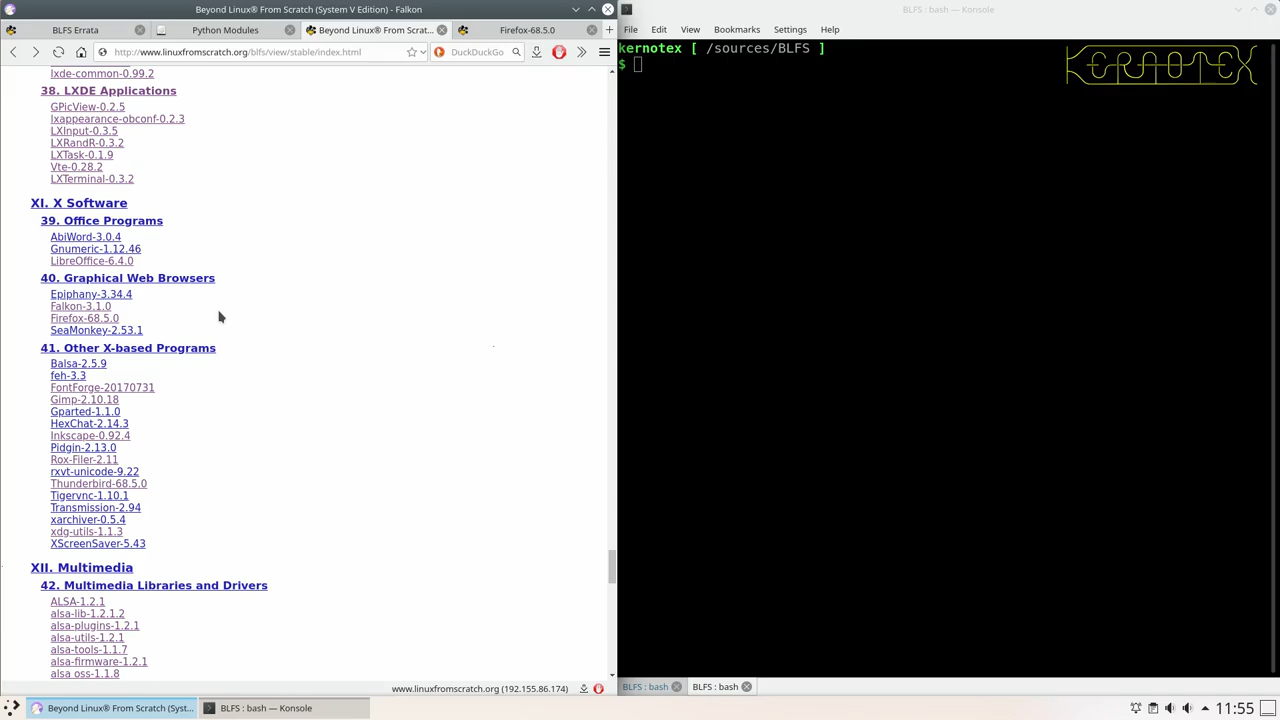 Beyond Linux® From Scratch (System V Edition) - Falkon
BLFS : bash — Konsole
BLFS Errata
Python Modules
Beyond Linux® From Scrat...
Firefox-68.5.0
http://www.linuxfromscratch.org/blfs/view/stable/index.html
DuckDuckGo
File Edit View Bookmarks Settings Help
kernotex [ /sources/BLFS ]
$
KERNOTEX
lxde-common-0.99.2
38. LXDE Applications
GPicView-0.2.5
lxappearance-obconf-0.2.3
LXInput-0.3.5
LXRandR-0.3.2
LXTask-0.1.9
Vte-0.28.2
LXTerminal-0.3.2
XI. X Software
39. Office Programs
AbiWord-3.0.4
Gnumeric-1.12.46
LibreOffice-6.4.0
40. Graphical Web Browsers
Epiphany-3.34.4
Falkon-3.1.0
Firefox-68.5.0
SeaMonkey-2.53.1
41. Other X-based Programs
Balsa-2.5.9
feh-3.3
FontForge-20170731
Gimp-2.10.18
Gparted-1.1.0
HexChat-2.14.3
Inkscape-0.92.4
Pidgin-2.13.0
Rox-Filer-2.11
rxvt-unicode-9.22
Thunderbird-68.5.0
Tigervnc-1.10.1
Transmission-2.94
xarchiver-0.5.4
xdg-utils-1.1.3
XScreenSaver-5.43
XII. Multimedia
42. Multimedia Libraries and Drivers
ALSA-1.2.1
alsa-lib-1.2.1.2
alsa-plugins-1.2.1
alsa-utils-1.2.1
alsa-tools-1.1.7
alsa-firmware-1.2.1
alsa oss-1.1.8
www.linuxfromscratch.org (192.155.86.174)
BLFS : bash
BLFS : bash
Beyond Linux® From Scratch (Syst...
BLFS : bash — Konsole
11:55